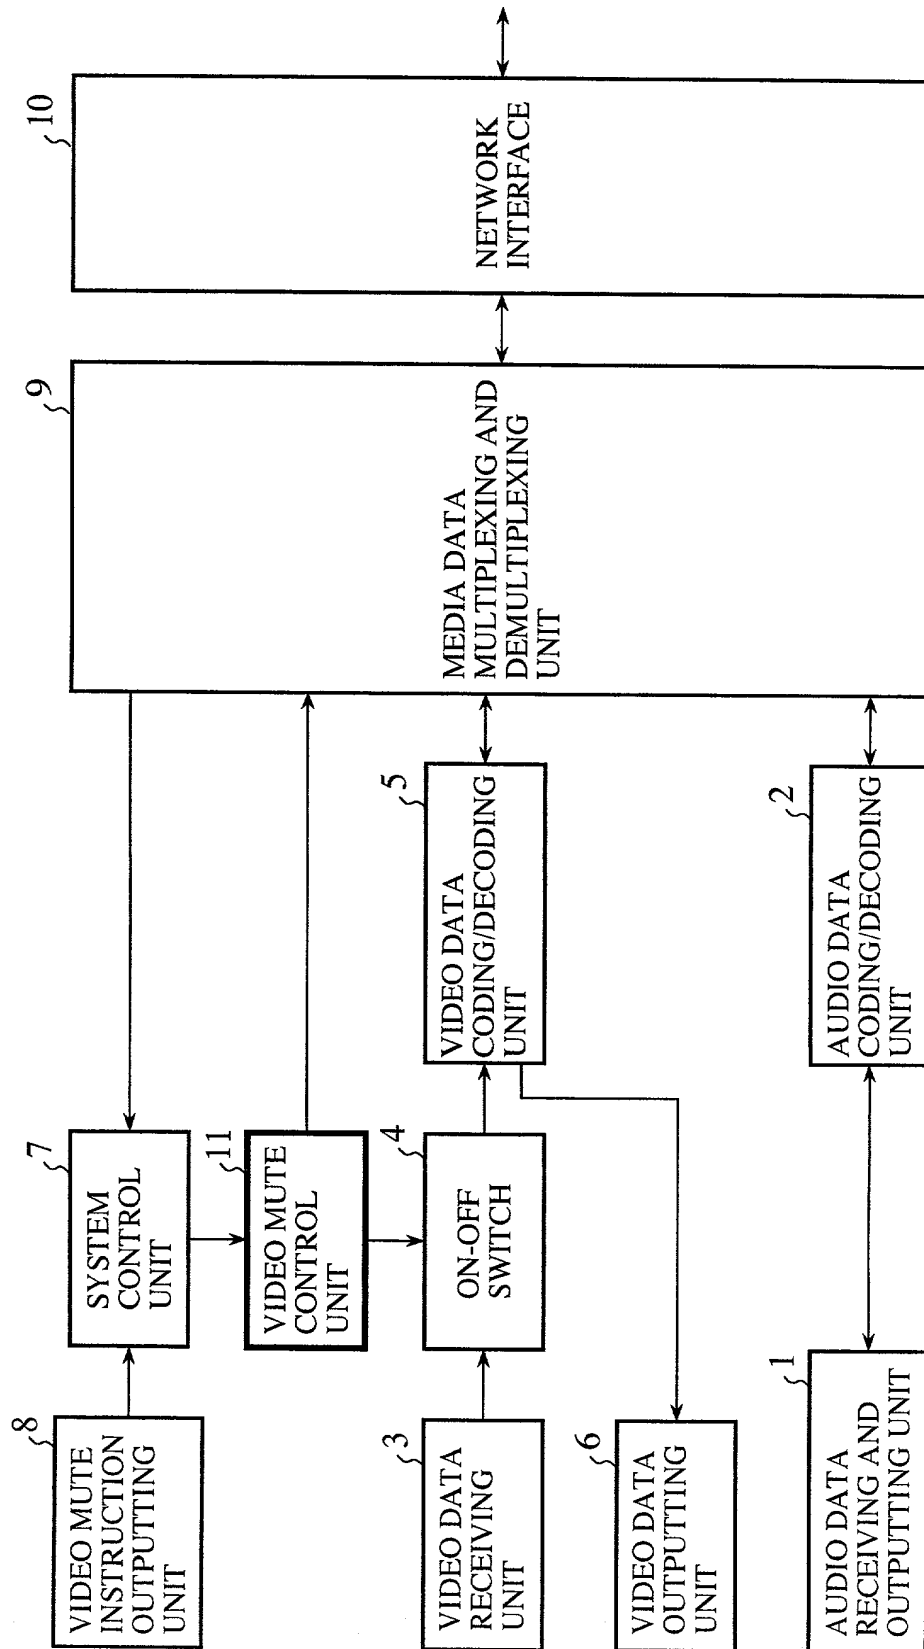 8
VIDEO MUTE
INSTRUCTION
OUTPUTTING
UNIT
7
SYSTEM
CONTROL
UNIT
11
VIDEO MUTE
CONTROL
UNIT
3
VIDEO DATA
RECEIVING
UNIT
4
ON-OFF
SWITCH
5
VIDEO DATA
CODING/DECODING
UNIT
6
VIDEO DATA
OUTPUTTING
UNIT
1
AUDIO DATA
RECEIVING AND
OUTPUTTING UNIT
2
AUDIO DATA
CODING/DECODING
UNIT
9
MEDIA DATA
MULTIPLEXING AND
DEMULTIPLEXING
UNIT
10
NETWORK
INTERFACE